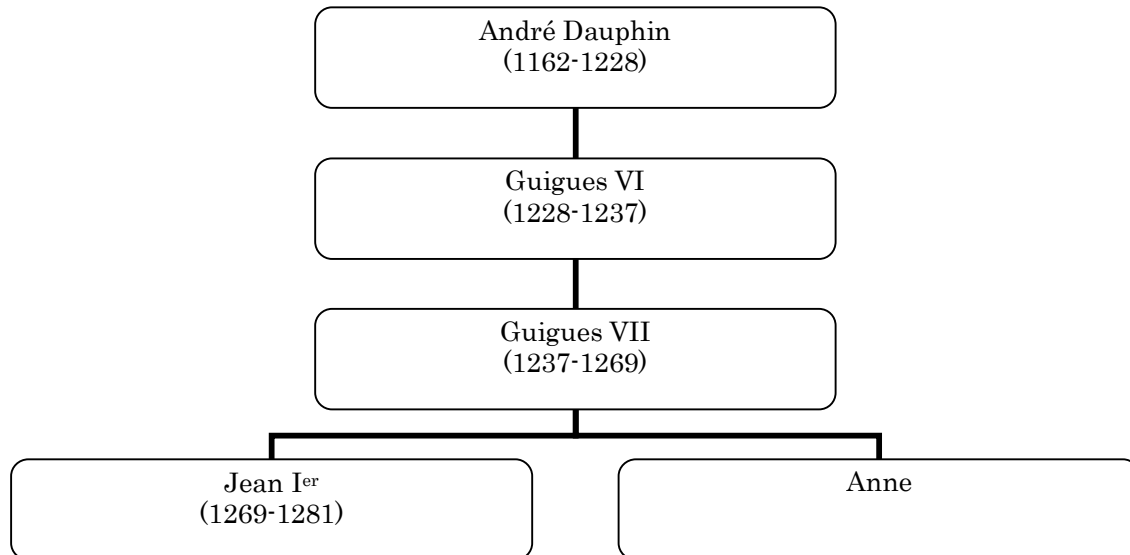 André Dauphin
(1162-1228)
Guigues VI
(1228-1237)
Guigues VII
(1237-1269)
Jean Iᵉʳ
(1269-1281)
Anne